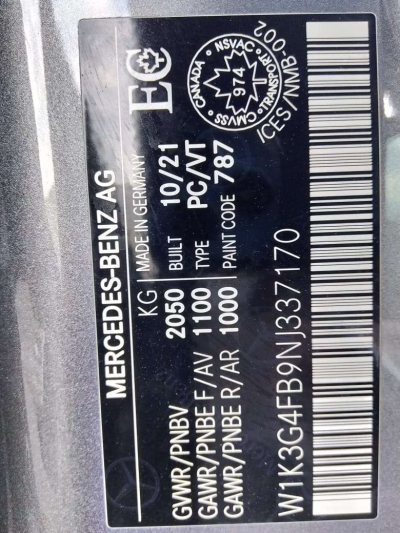 MERCEDES-BENZ AG
KG MADE IN GERMANY
GVWR/PNBV 2050 BUILT 10/21
GAWR/PNBE F/AV 1100 TYPE PC/VT
GAWR/PNBE R/AR 1000 PAINT CODE 787
EC
CANADA NSVAC
974
CMVSS TRANSPORT
ICES/NMB-002
W1K3G4FB9NJ337170